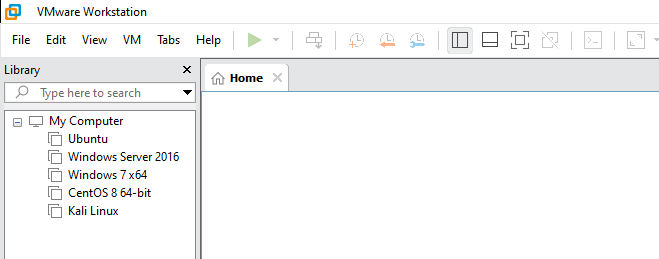 VMware Workstation
File Edit View VM Tabs Help
Library
Type here to search
Home
My Computer
Ubuntu
Windows Server 2016
Windows 7 x64
CentOS 8 64-bit
Kali Linux